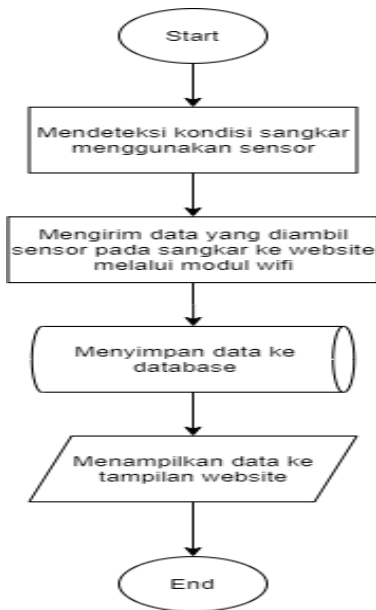 Start
Mendeteksi kondisi sangkar
menggunakan sensor
Mengirim data yang diambil
sensor pada sangkar ke website
melalui modul wifi
Menyimpan data ke
database
Menampilkan data ke
tampilan website
End